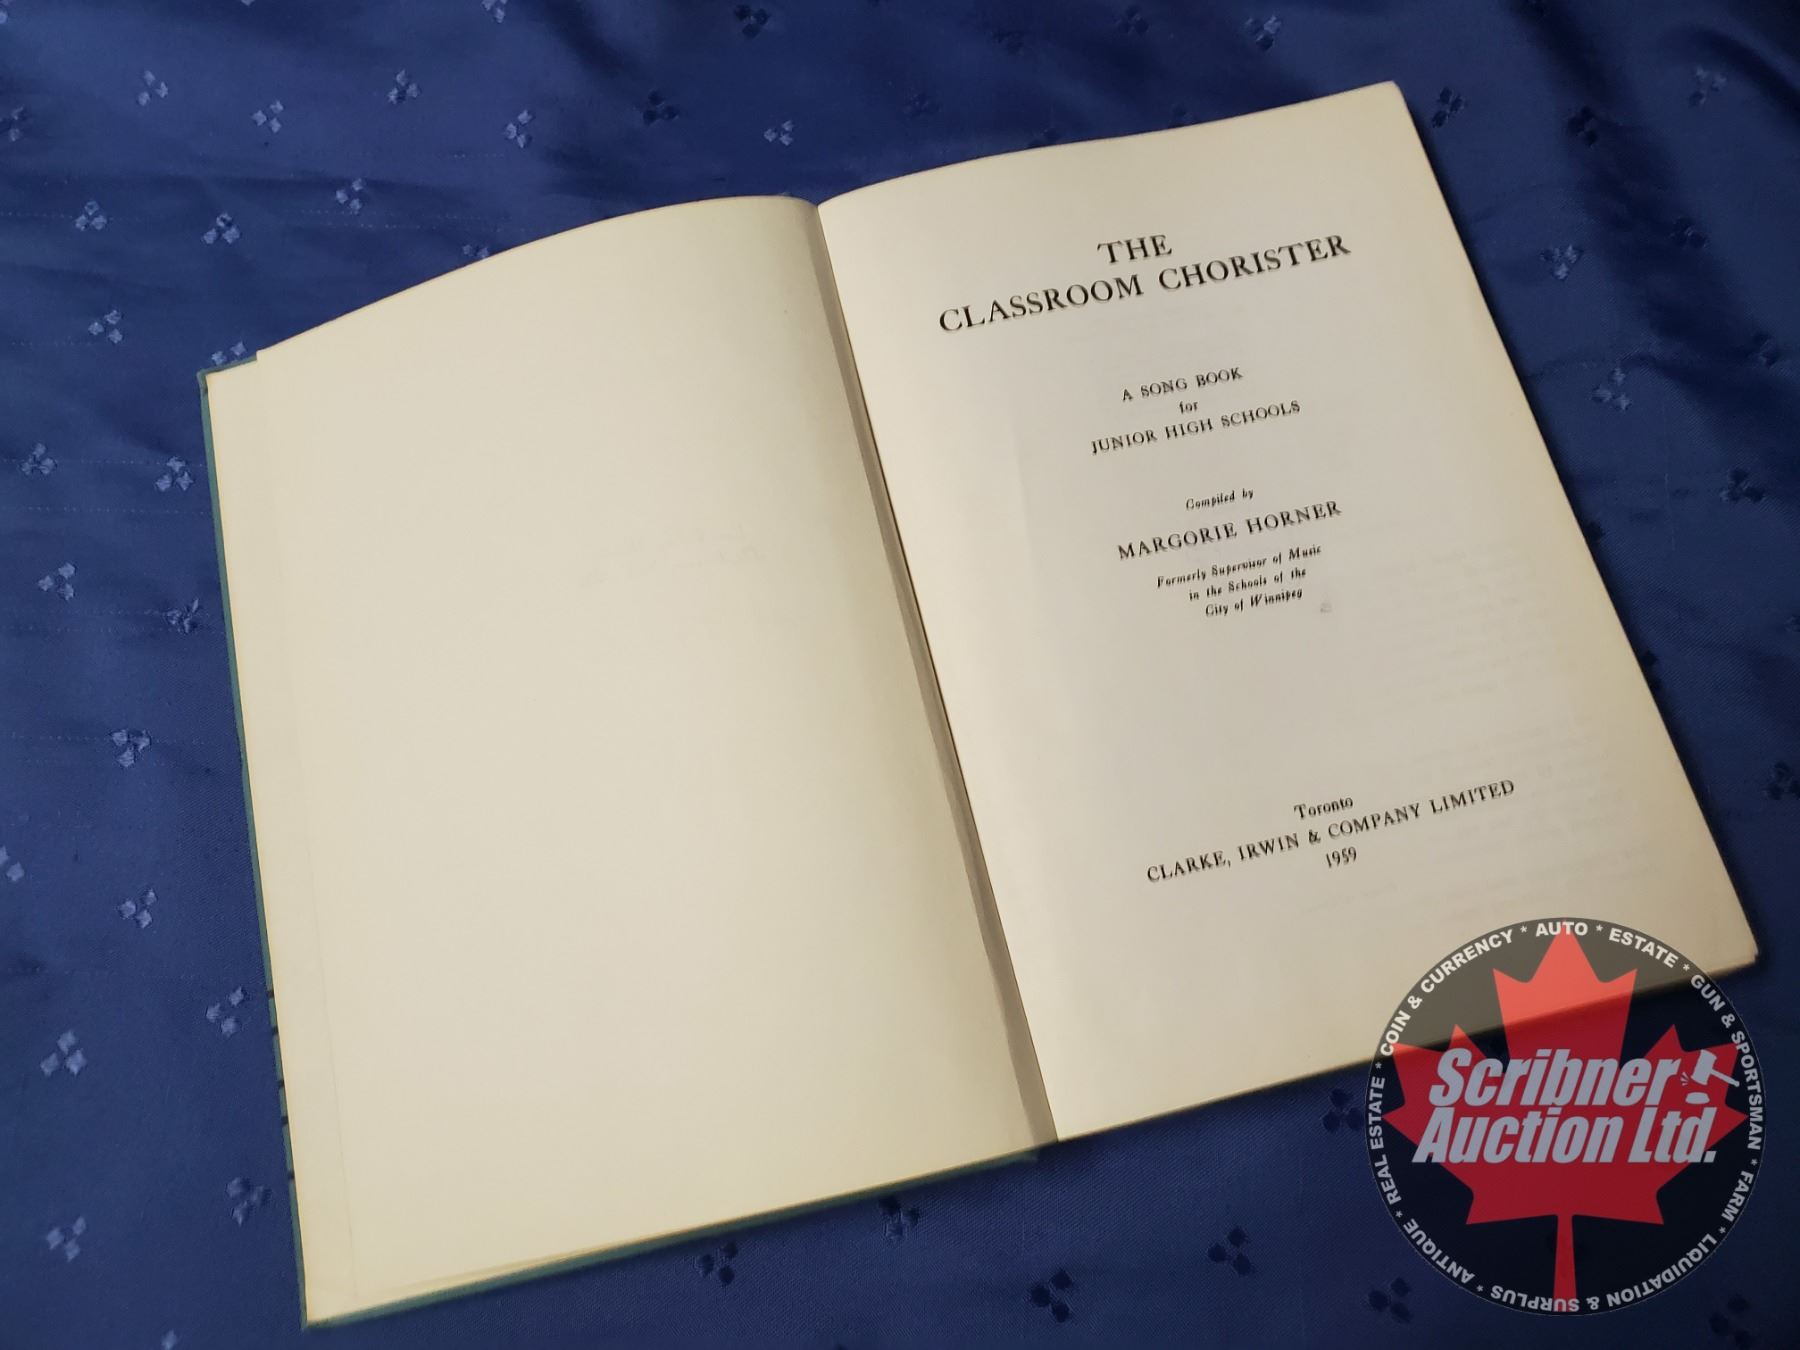 THE
CLASSROOM CHORISTER
A SONG BOOK
for
JUNIOR HIGH SCHOOLS
Compiled by
MARGORIE HORNER
Formerly Supervisor of Music
in the Schools of the
City of Winnipeg
Toronto
CLARKE, IRWIN & COMPANY LIMITED
1959
ANTIQUE * REAL ESTATE * COIN & CURRENCY * AUTO * ESTATE * GUN & SPORTSMAN * FARM * LIQUIDATION & SURPLUS *
Scribner
Auction Ltd.